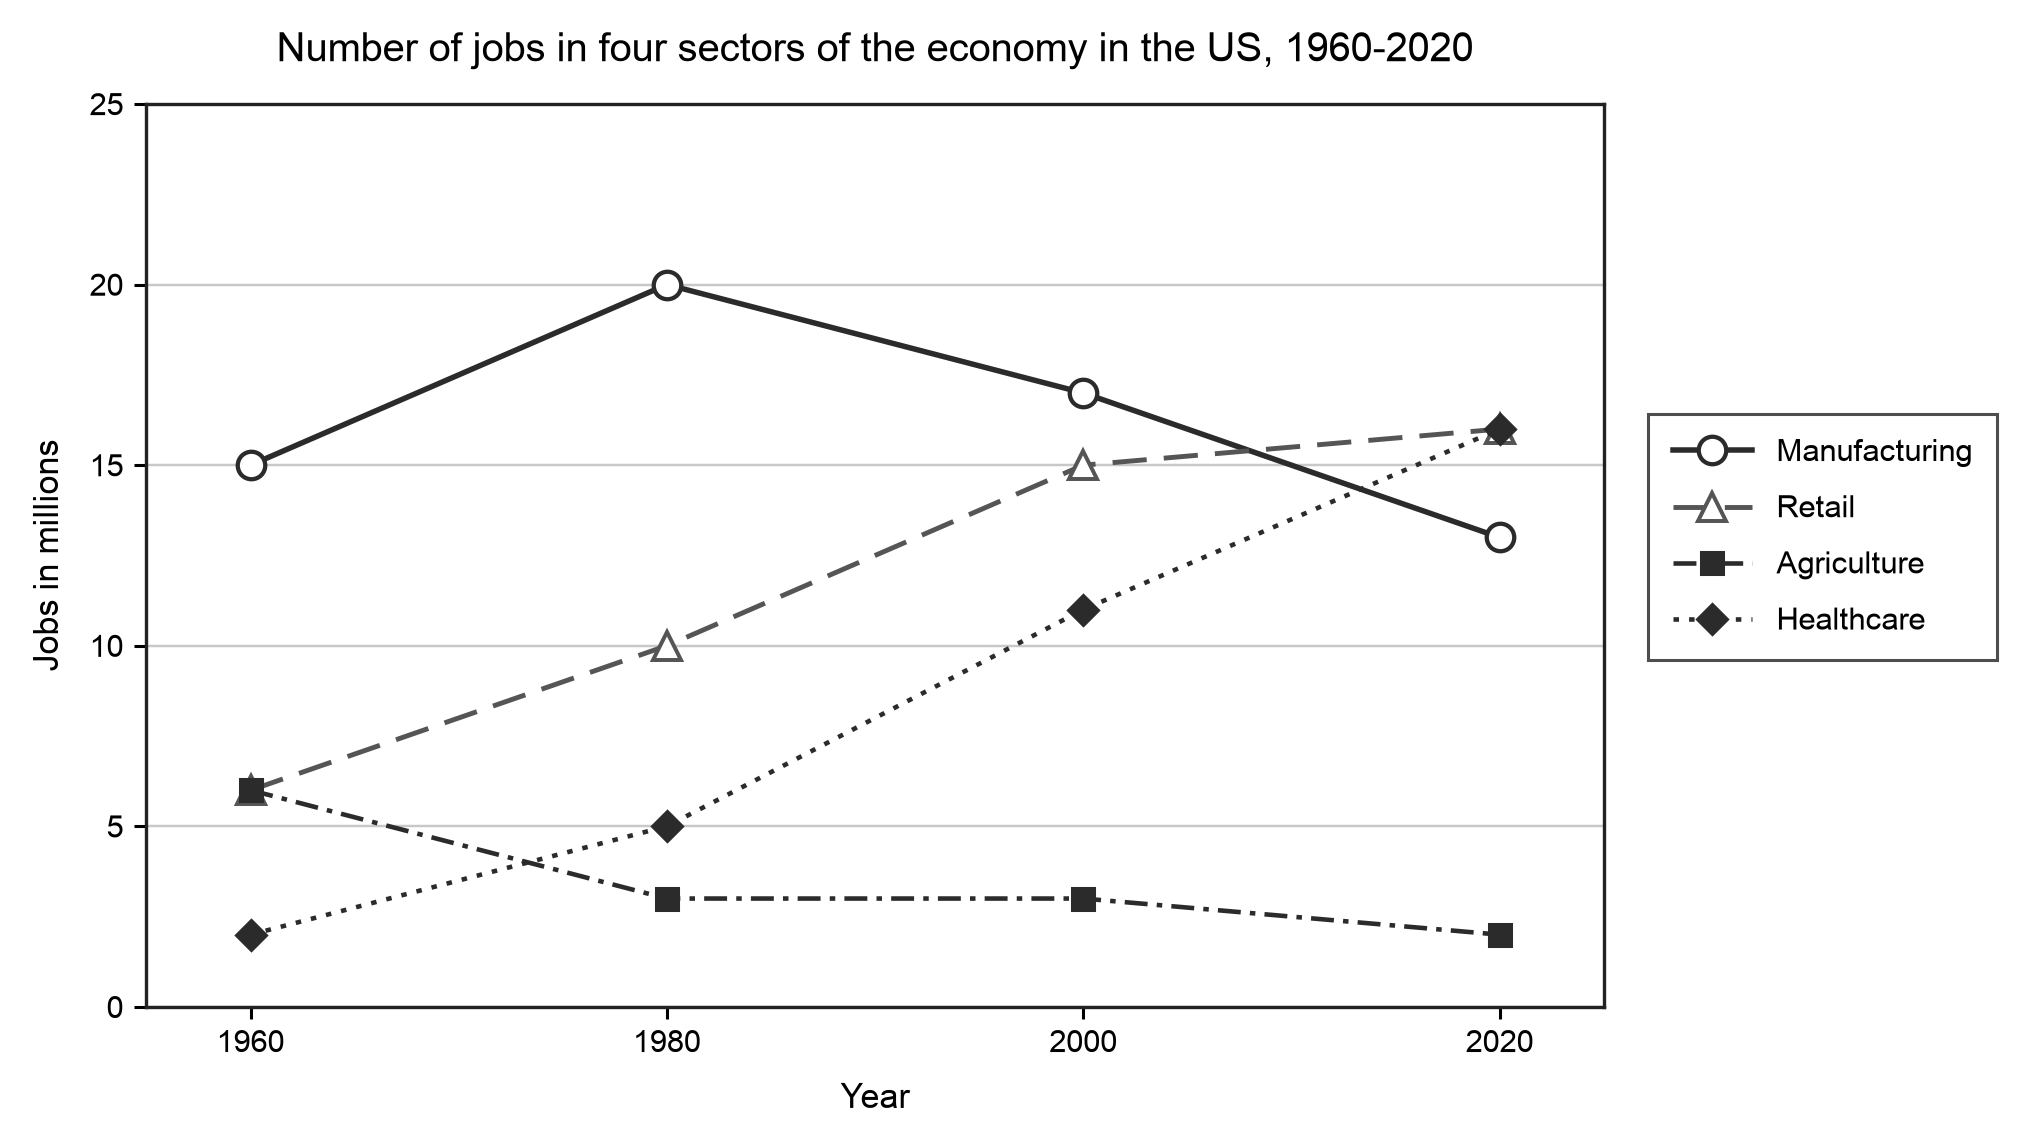 Number of jobs in four sectors of the economy in the US, 1960-2020
25
20
15
10
5
0
Jobs in millions
1960 1980 2000 2020
Year
Manufacturing
Retail
Agriculture
Healthcare